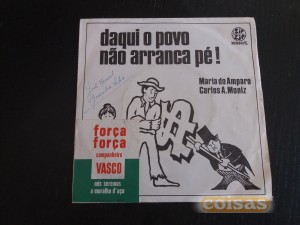 daqui o povo
não arranca pé!
Maria do Amparo
Carlos A. Moniz
força
força
companheiro
VASCO
nós seremos
a muralha d'aço
coisas